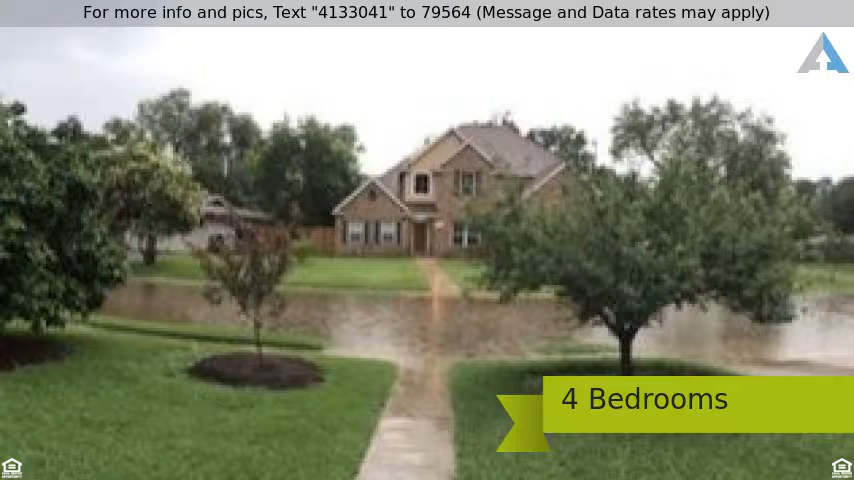 For more info and pics, Text "4133041" to 79564 (Message and Data rates may apply)
4 Bedrooms